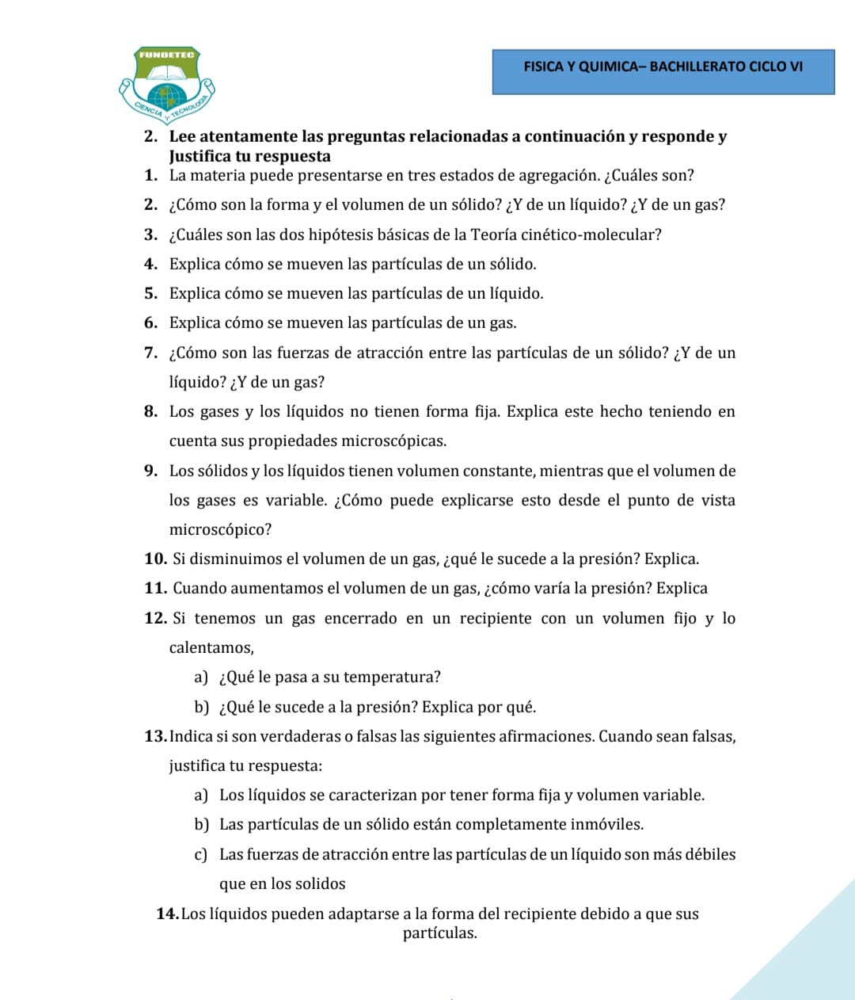 FUNDETEC
CIENCIA Y TECNOLOGIA
FISICA Y QUIMICA– BACHILLERATO CICLO VI
2. Lee atentamente las preguntas relacionadas a continuación y responde y
Justifica tu respuesta
1. La materia puede presentarse en tres estados de agregación. ¿Cuáles son?
2. ¿Cómo son la forma y el volumen de un sólido? ¿Y de un líquido? ¿Y de un gas?
3. ¿Cuáles son las dos hipótesis básicas de la Teoría cinético-molecular?
4. Explica cómo se mueven las partículas de un sólido.
5. Explica cómo se mueven las partículas de un líquido.
6. Explica cómo se mueven las partículas de un gas.
7. ¿Cómo son las fuerzas de atracción entre las partículas de un sólido? ¿Y de un
líquido? ¿Y de un gas?
8. Los gases y los líquidos no tienen forma fija. Explica este hecho teniendo en
cuenta sus propiedades microscópicas.
9. Los sólidos y los líquidos tienen volumen constante, mientras que el volumen de
los gases es variable. ¿Cómo puede explicarse esto desde el punto de vista
microscópico?
10. Si disminuimos el volumen de un gas, ¿qué le sucede a la presión? Explica.
11. Cuando aumentamos el volumen de un gas, ¿cómo varía la presión? Explica
12. Si tenemos un gas encerrado en un recipiente con un volumen fijo y lo
calentamos,
a) ¿Qué le pasa a su temperatura?
b) ¿Qué le sucede a la presión? Explica por qué.
13. Indica si son verdaderas o falsas las siguientes afirmaciones. Cuando sean falsas,
justifica tu respuesta:
a) Los líquidos se caracterizan por tener forma fija y volumen variable.
b) Las partículas de un sólido están completamente inmóviles.
c) Las fuerzas de atracción entre las partículas de un líquido son más débiles
que en los solidos
14. Los líquidos pueden adaptarse a la forma del recipiente debido a que sus
partículas.